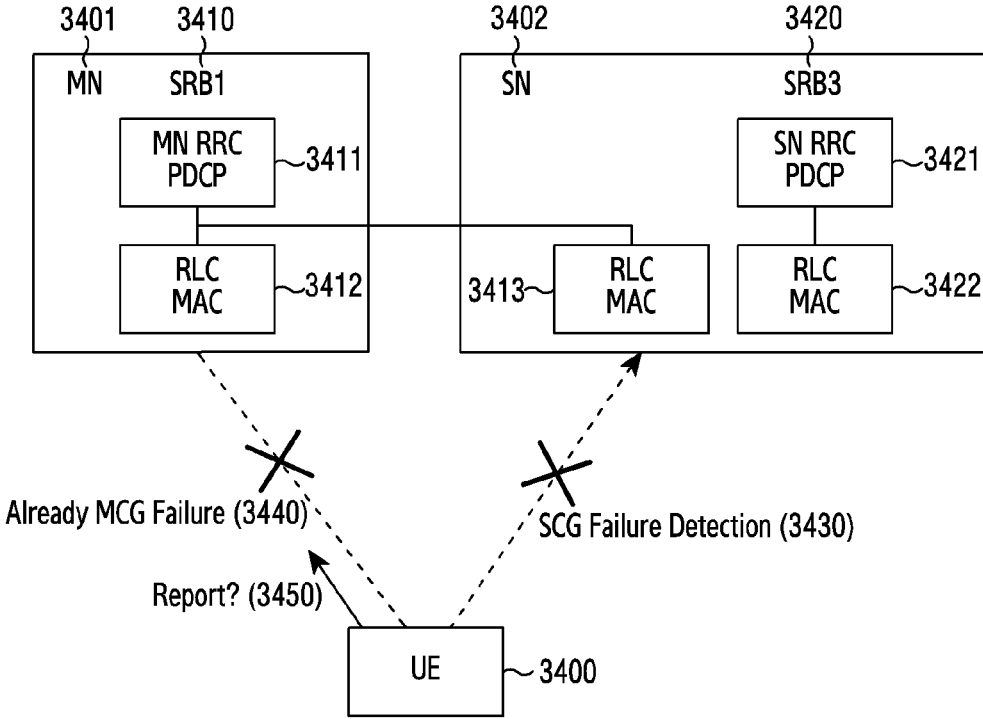 3401 3410 3402 3420
MN SRB1 SN SRB3
MN RRC
PDCP
3411
SN RRC
PDCP
3421
RLC
MAC
3412
3413
RLC
MAC
RLC
MAC
3422
Already MCG Failure (3440)
SCG Failure Detection (3430)
Report? (3450)
UE
3400